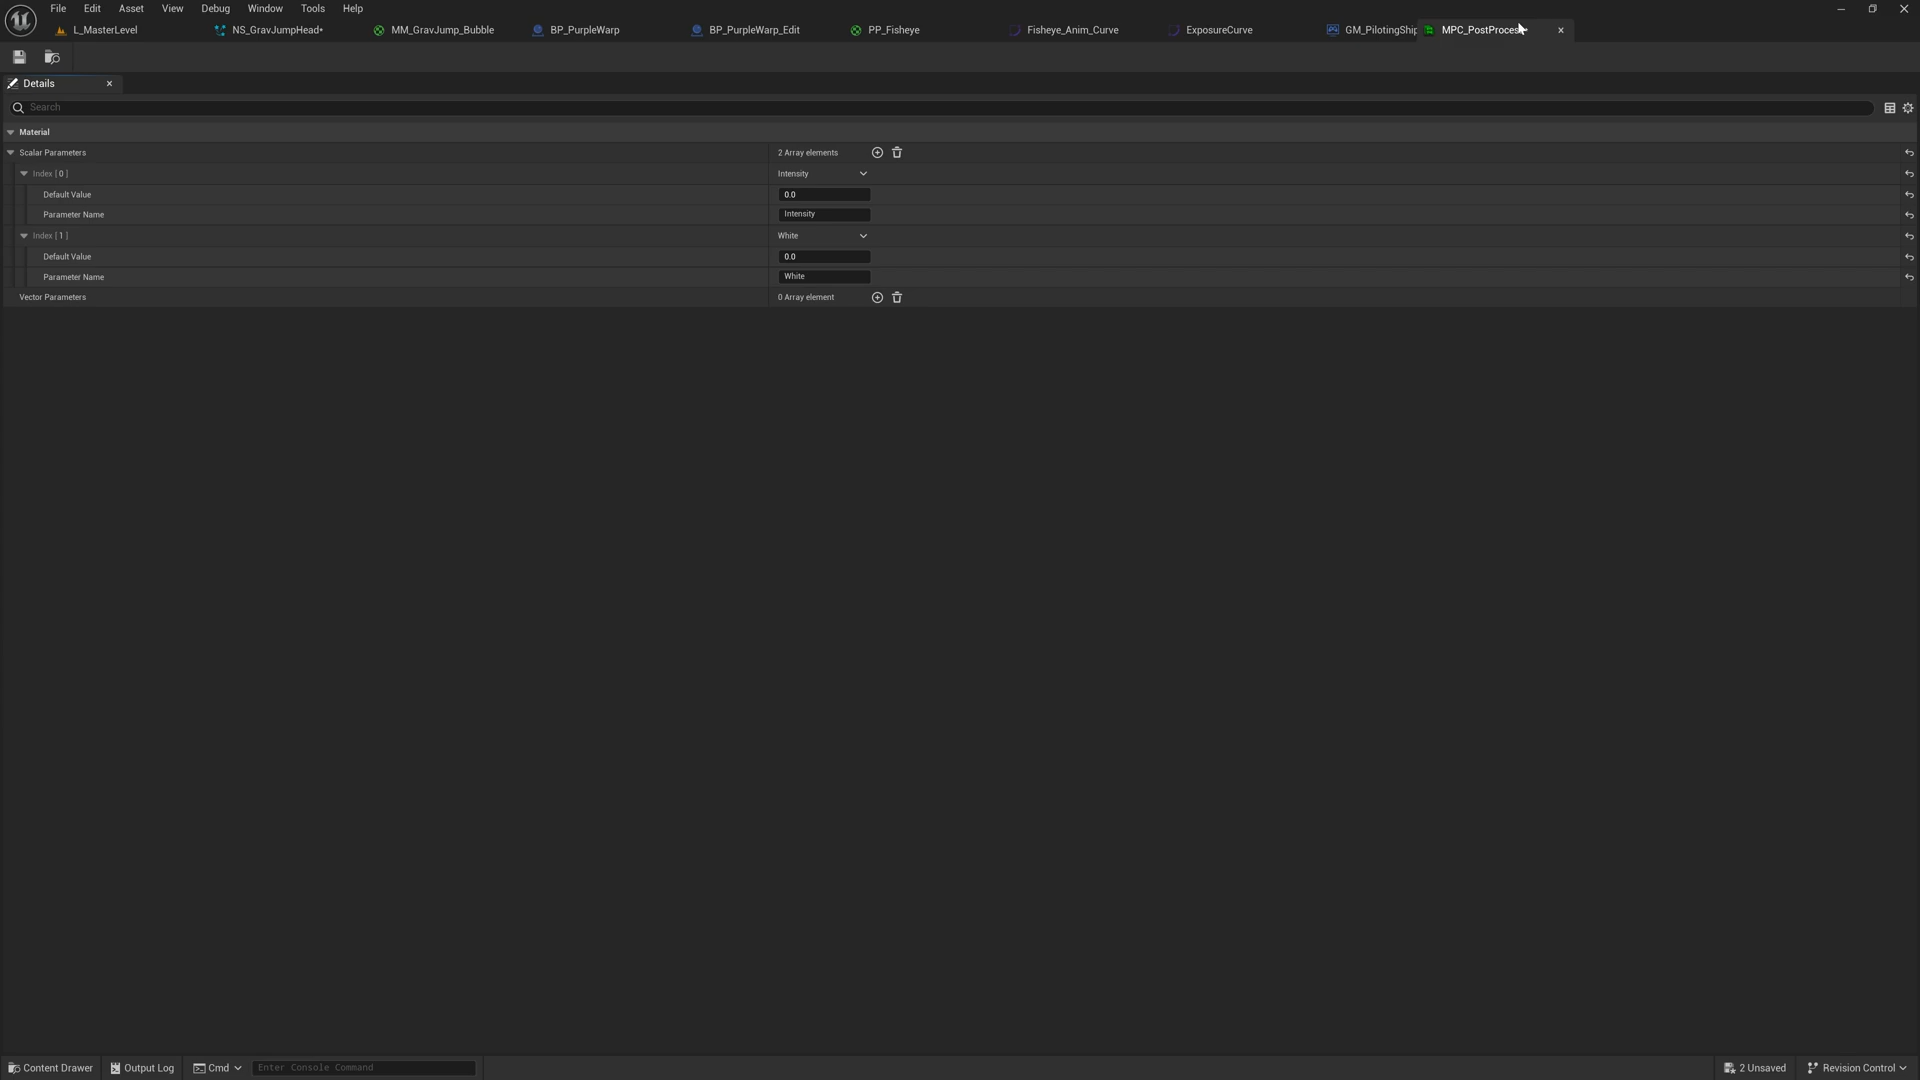 File Edit Asset View Debug Window Tools Help
L_MasterLevel NS_GravJumpHead* MM_GravJump_Bubble BP_PurpleWarp BP_PurpleWarp_Edit PP_Fisheye Fisheye_Anim_Curve ExposureCurve GM_PilotingShip
Details
Search
Material
Scalar Parameters 2 Array elements
Index [ 0 ] Intensity
Default Value 0.0
Parameter Name Intensity
Index [ 1 ] White
Default Value 0.0
Parameter Name White
Vector Parameters 0 Array element
Content Drawer Output Log Cmd Enter Console Command 2 Unsaved Revision Control